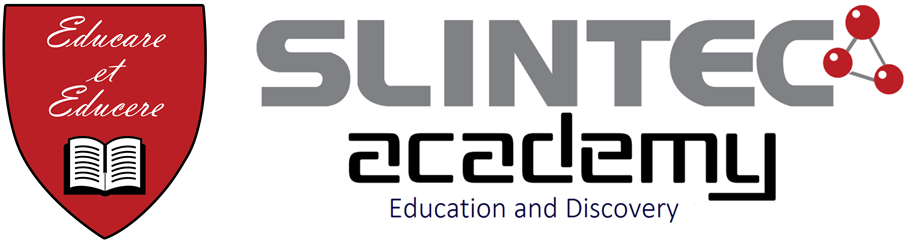 Educare
et
Educere
SLINTEC
academy
Education and Discovery